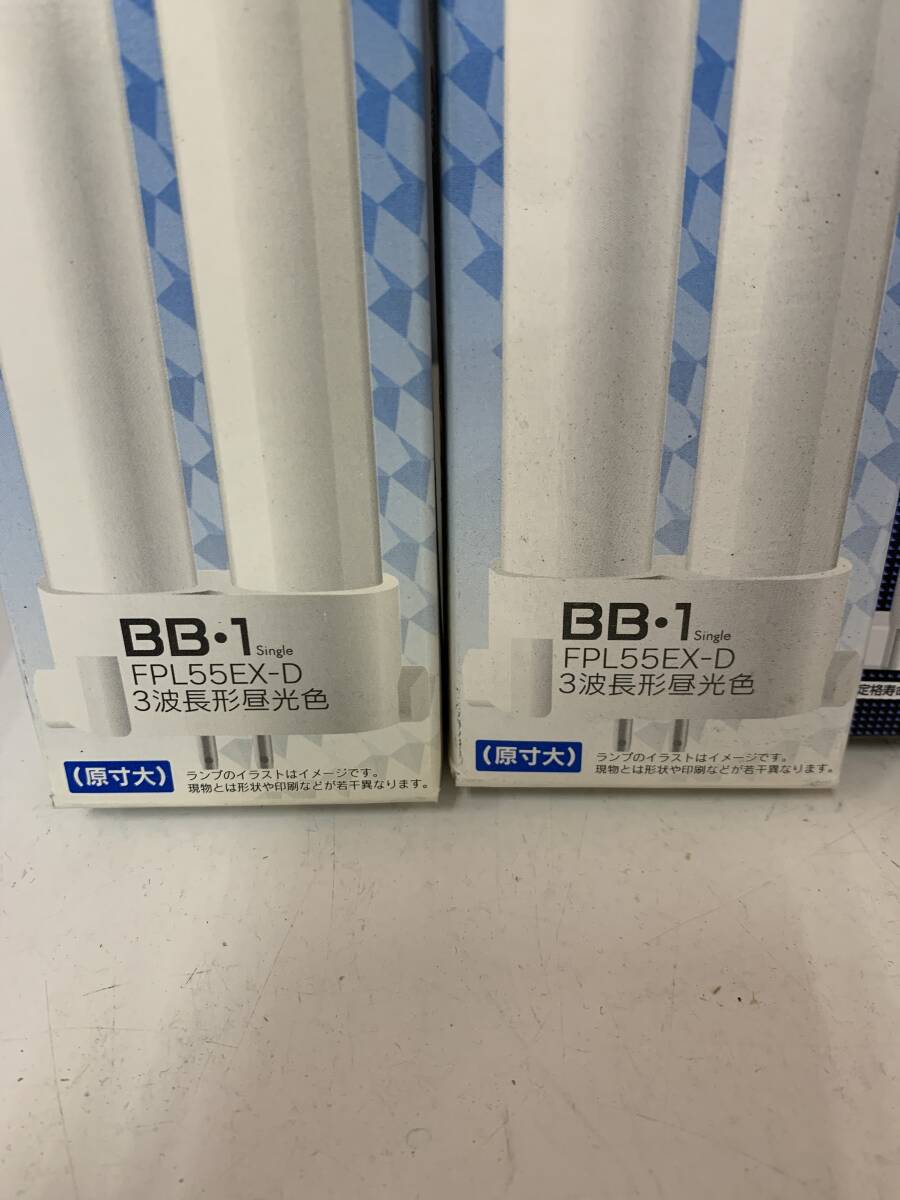 BB・1 Single
FPL55EX-D
3波長形昼光色
(原寸大)
ランプのイラストはイメージです。
現物とは形状や印刷などが若干異なります。
BB・1 Single
FPL55EX-D
3波長形昼光色
(原寸大)
ランプのイラストはイメージです。
現物とは形状や印刷などが若干異なります。
定格寿命